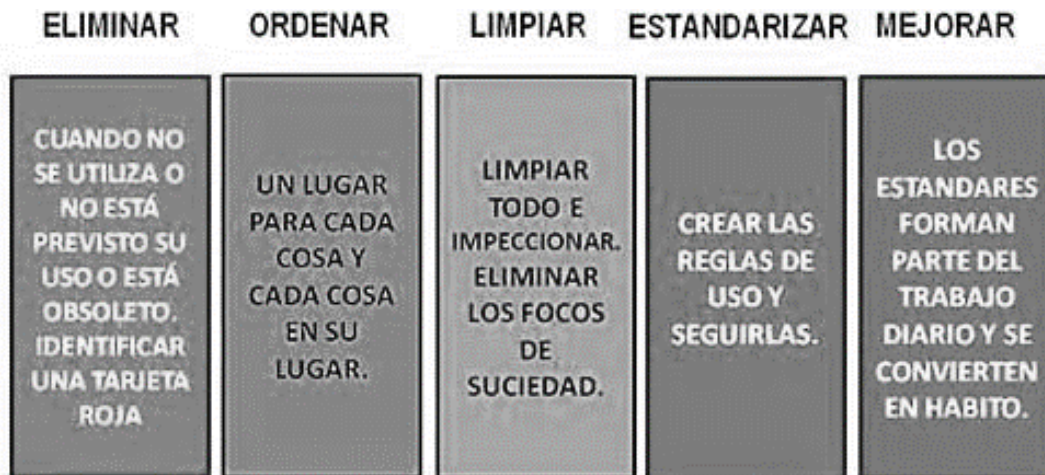 ELIMINAR
CUANDO NO
SE UTILIZA O
NO ESTÁ
PREVISTO SU
USO O ESTÁ
OBSOLETO.
IDENTIFICAR
UNA TARJETA
ROJA
ORDENAR
UN LUGAR
PARA CADA
COSA Y
CADA COSA
EN SU
LUGAR.
LIMPIAR
LIMPIAR
TODO E
IMPECCIONAR.
ELIMINAR
LOS FOCOS
DE
SUCIEDAD.
ESTANDARIZAR
CREAR LAS
REGLAS DE
USO Y
SEGUIRLAS.
MEJORAR
LOS
ESTANDARES
FORMAN
PARTE DEL
TRABAJO
DIARIO Y SE
CONVIERTEN
EN HABITO.